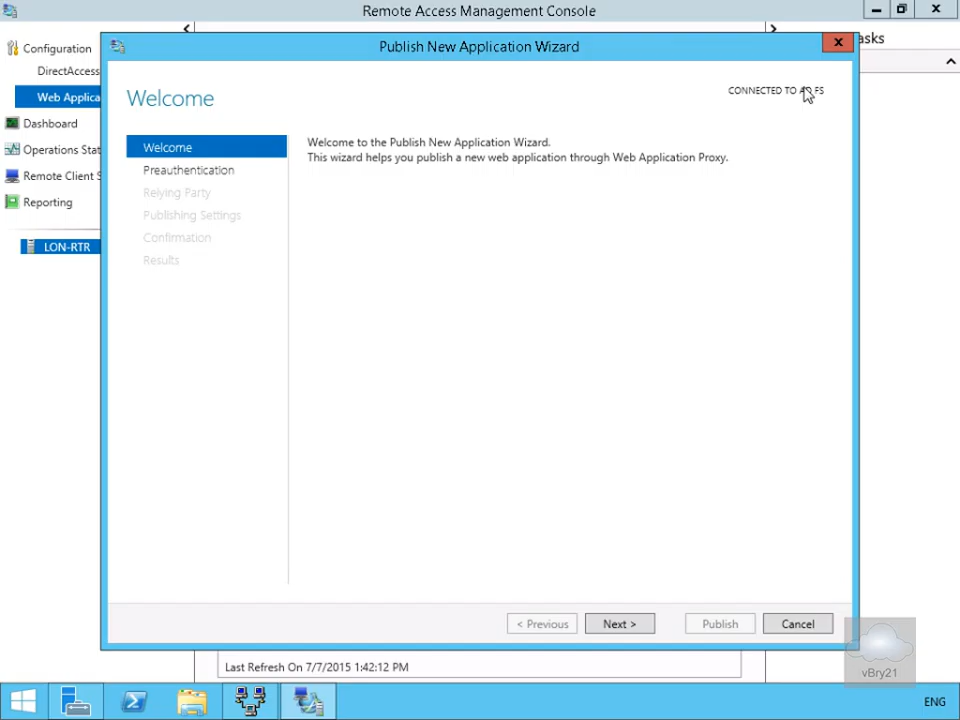 Remote Access Management Console
Configuration
DirectAccess
Web Applica
Dashboard
Operations Stat
Remote Client S
Reporting
LON-RTR
asks
Publish New Application Wizard
Welcome
CONNECTED TO AD FS
Welcome
Preauthentication
Relying Party
Publishing Settings
Confirmation
Results
Welcome to the Publish New Application Wizard.
This wizard helps you publish a new web application through Web Application Proxy.
< Previous
Next >
Publish
Cancel
Last Refresh On 7/7/2015 1:42:12 PM
vBry21
ENG